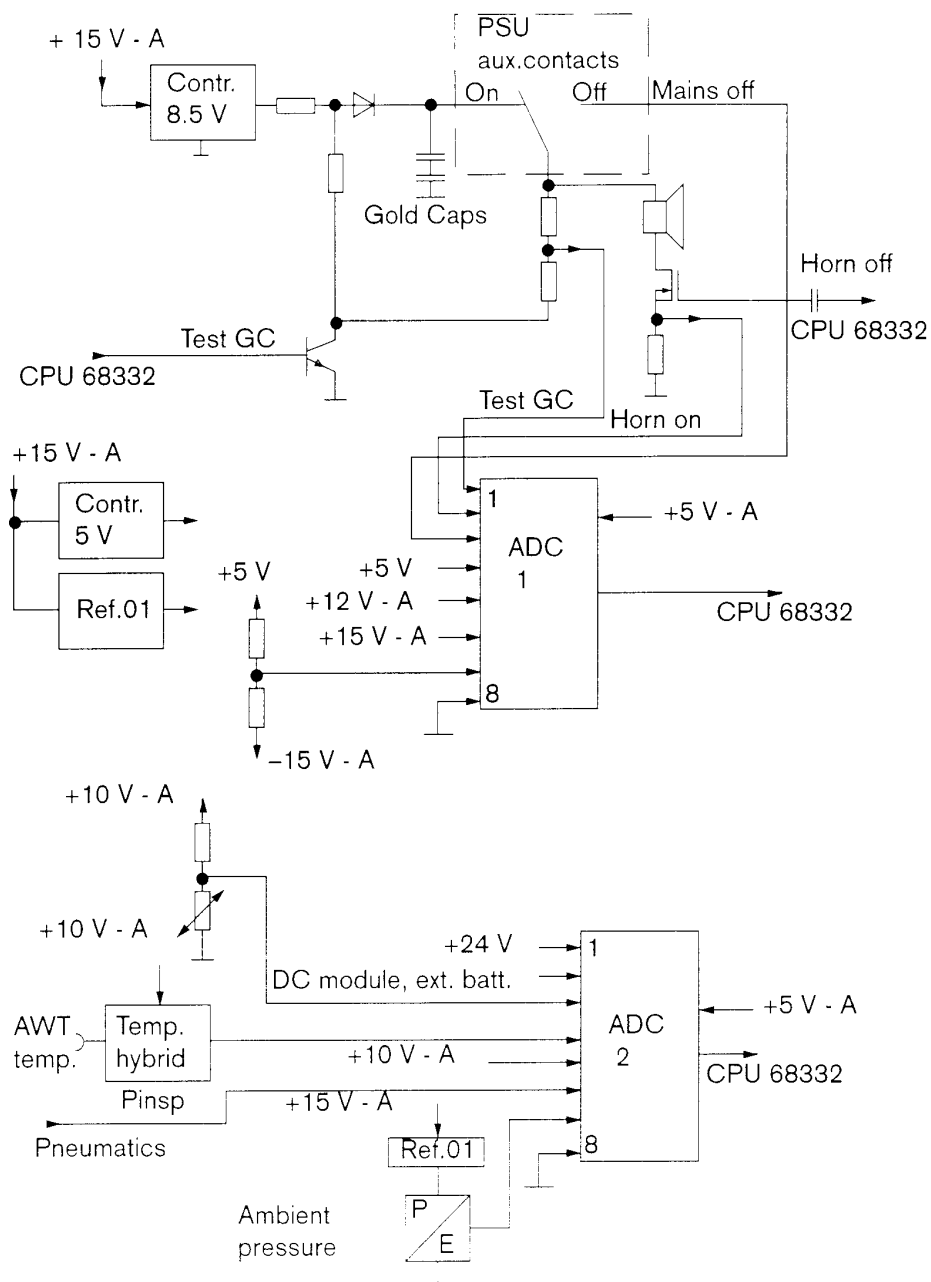 PSU
aux.contacts
+ 15 V - A
Contr.
8.5 V
On
Off
Mains off
Gold Caps
Horn off
CPU 68332
Test GC
CPU 68332
Test GC
Horn on
+15 V - A
Contr.
5 V
Ref.01
1
ADC
1
8
+5 V - A
+5 V
+5 V
+12 V - A
+15 V - A
CPU 68332
−15 V - A
+10 V - A
+10 V - A
+24 V
DC module, ext. batt.
1
ADC
2
8
+5 V - A
CPU 68332
AWT
temp.
Temp.
hybrid
+10 V - A
Pinsp
+15 V - A
Pneumatics
Ref.01
P
E
Ambient
pressure